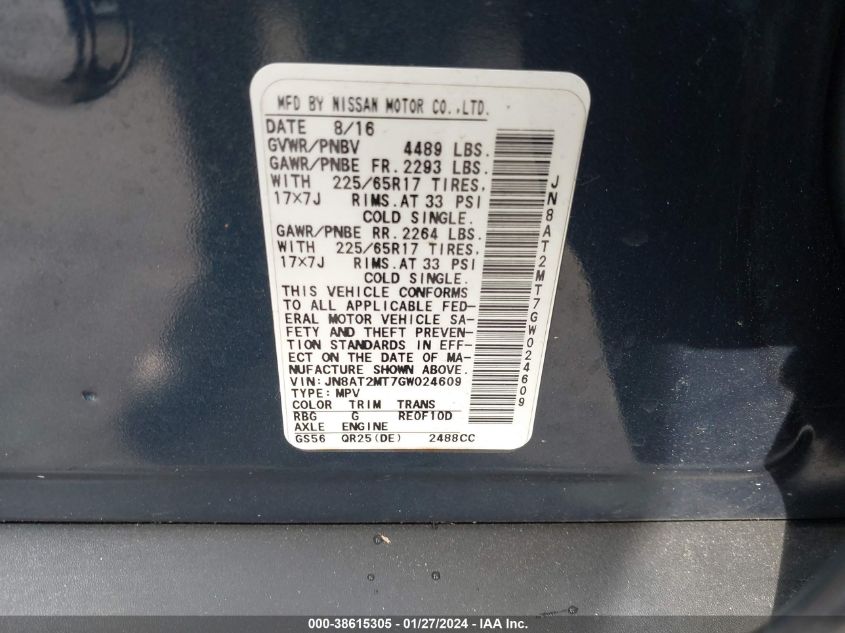 MFD BY NISSAN MOTOR CO.,LTD.
DATE 8/16
GVWR/PNBV 4489 LBS.
GAWR/PNBE FR. 2293 LBS.
WITH 225/65R17 TIRES,
17×7J RIMS.AT 33 PSI
COLD SINGLE.
GAWR/PNBE RR. 2264 LBS.
WITH 225/65R17 TIRES,
17×7J RIMS.AT 33 PSI
COLD SINGLE.
THIS VEHICLE CONFORMS
TO ALL APPLICABLE FED-
ERAL MOTOR VEHICLE SA-
FETY AND THEFT PREVEN-
TION STANDARDS IN EFF-
ECT ON THE DATE OF MA-
NUFACTURE SHOWN ABOVE.
VIN:JN8AT2MT7GW024609
TYPE: MPV
COLOR TRIM TRANS
RBG G RE0F10D
AXLE ENGINE
GS56 QR25(DE) 2488CC
JN8AT2MT7GW024609
000-38615305 - 01/27/2024 - IAA Inc.